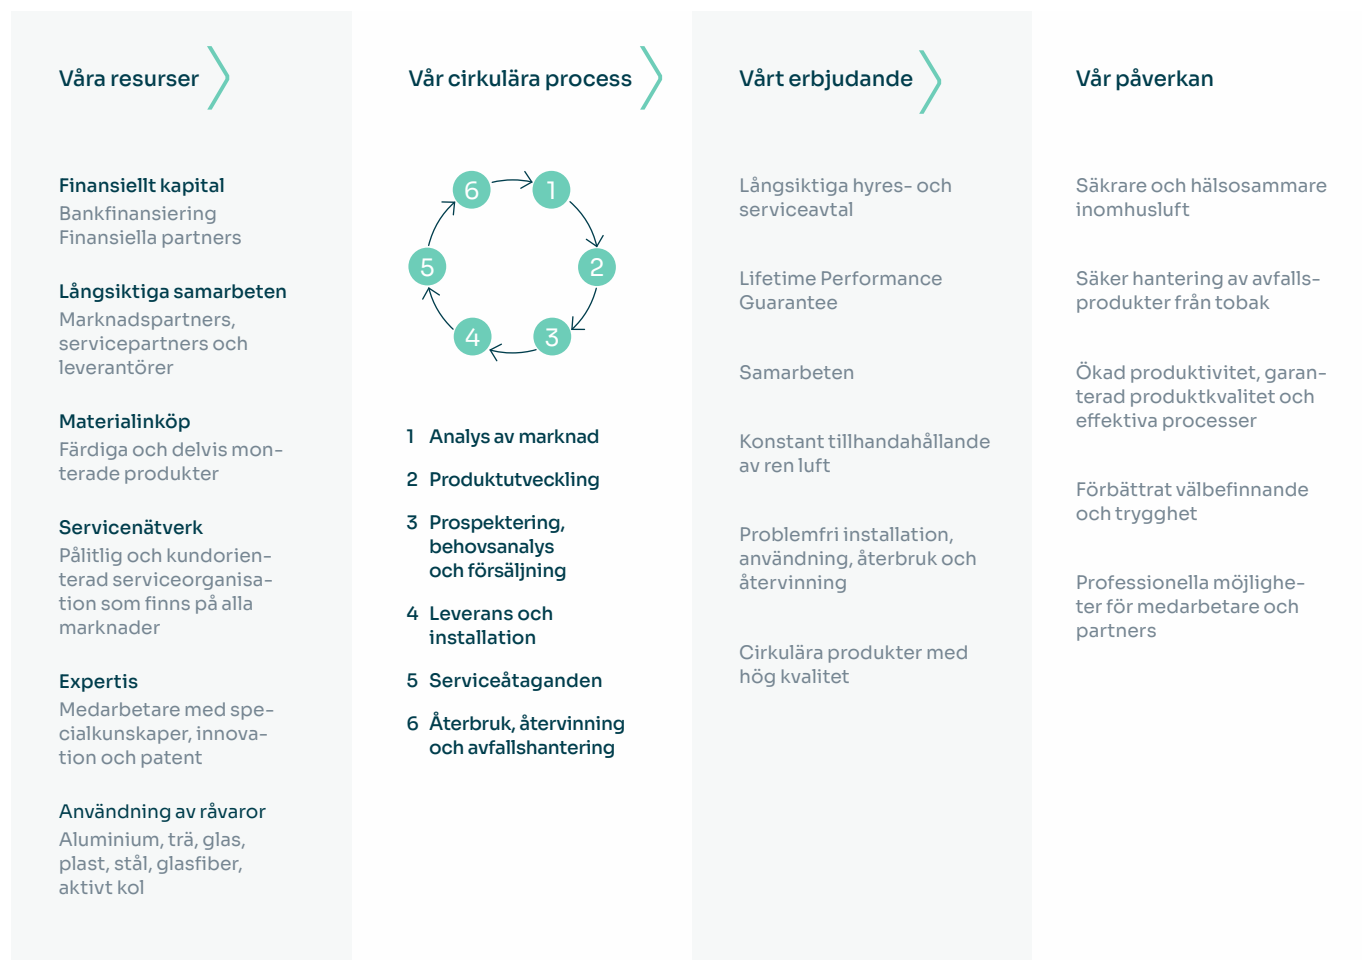 Våra resurser
Finansiellt kapital
Bankfinansiering
Finansiella partners
Långsiktiga samarbeten
Marknadspartners,
servicepartners och
leverantörer
Materialinköp
Färdiga och delvis mon-
terade produkter
Servicenätverk
Pålitlig och kundorien-
terad serviceorganisa-
tion som finns på alla
marknader
Expertis
Medarbetare med spe-
cialkunskaper, innova-
tion och patent
Användning av råvaror
Aluminium, trä, glas,
plast, stål, glasfiber,
aktivt kol
Vår cirkulära process
6 1
5 2
4 3
1 Analys av marknad
2 Produktutveckling
3 Prospektering,
behovsanalys
och försäljning
4 Leverans och
installation
5 Serviceåtaganden
6 Återbruk, återvinning
och avfallshantering
Vårt erbjudande
Långsiktiga hyres- och
serviceavtal
Lifetime Performance
Guarantee
Samarbeten
Konstant tillhandahållande
av ren luft
Problemfri installation,
användning, återbruk och
återvinning
Cirkulära produkter med
hög kvalitet
Vår påverkan
Säkrare och hälsosammare
inomhusluft
Säker hantering av avfalls-
produkter från tobak
Ökad produktivitet, garan-
terad produktkvalitet och
effektiva processer
Förbättrat välbefinnande
och trygghet
Professionella möjlighe-
ter för medarbetare och
partners